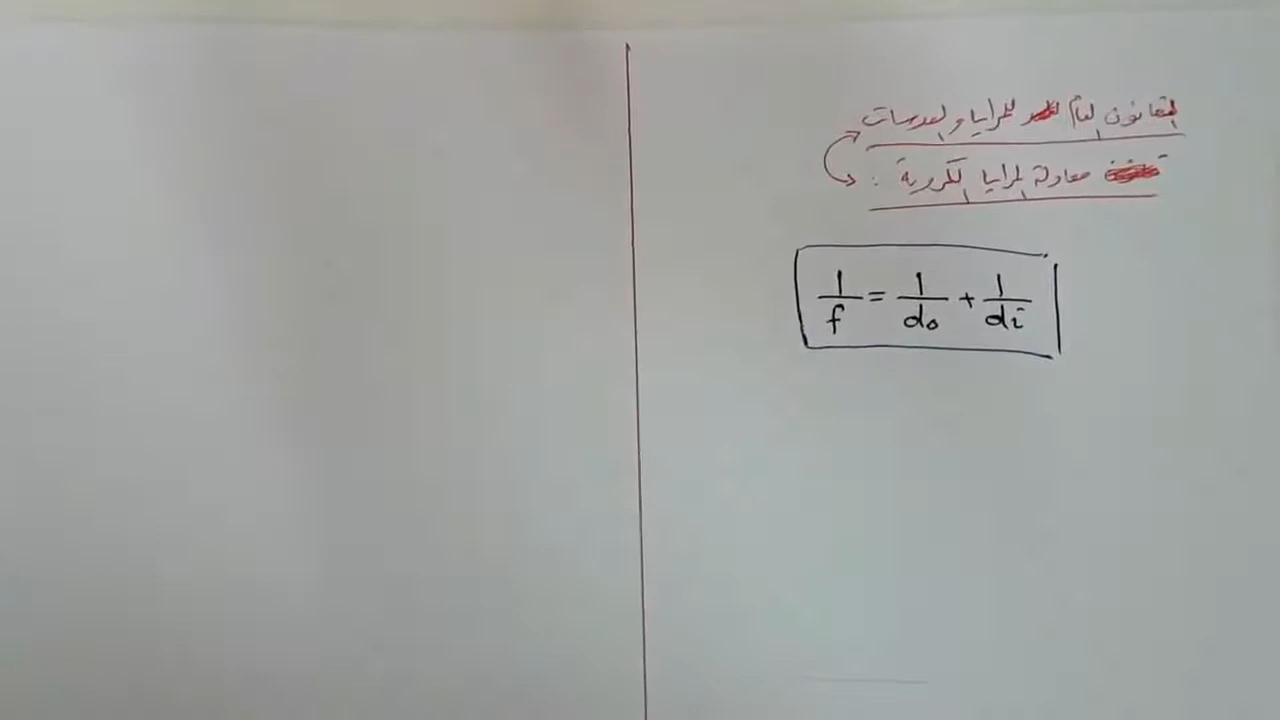 القانون العام للمرايا والعدسات
معادلة المرايا الكروية :
1/f = 1/do + 1/di